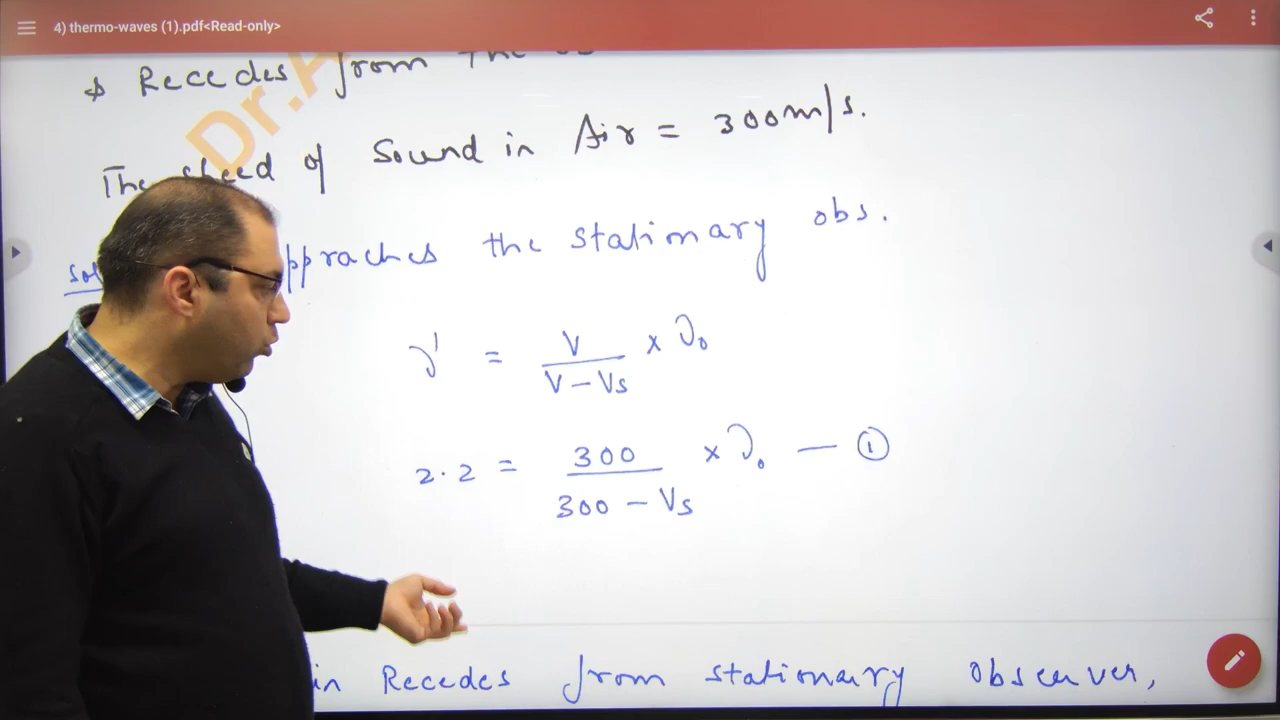 4) thermo-waves (1).pdf<Read-only>
& Recedes from the
Dr.
The speed of Sound in Air = 300m/s.
the stationary obs.
ν' = V / (V - Vs) × ν₀
2.2 = 300 / (300 - Vs) × ν₀ — ①
in Recedes from stationary observer,